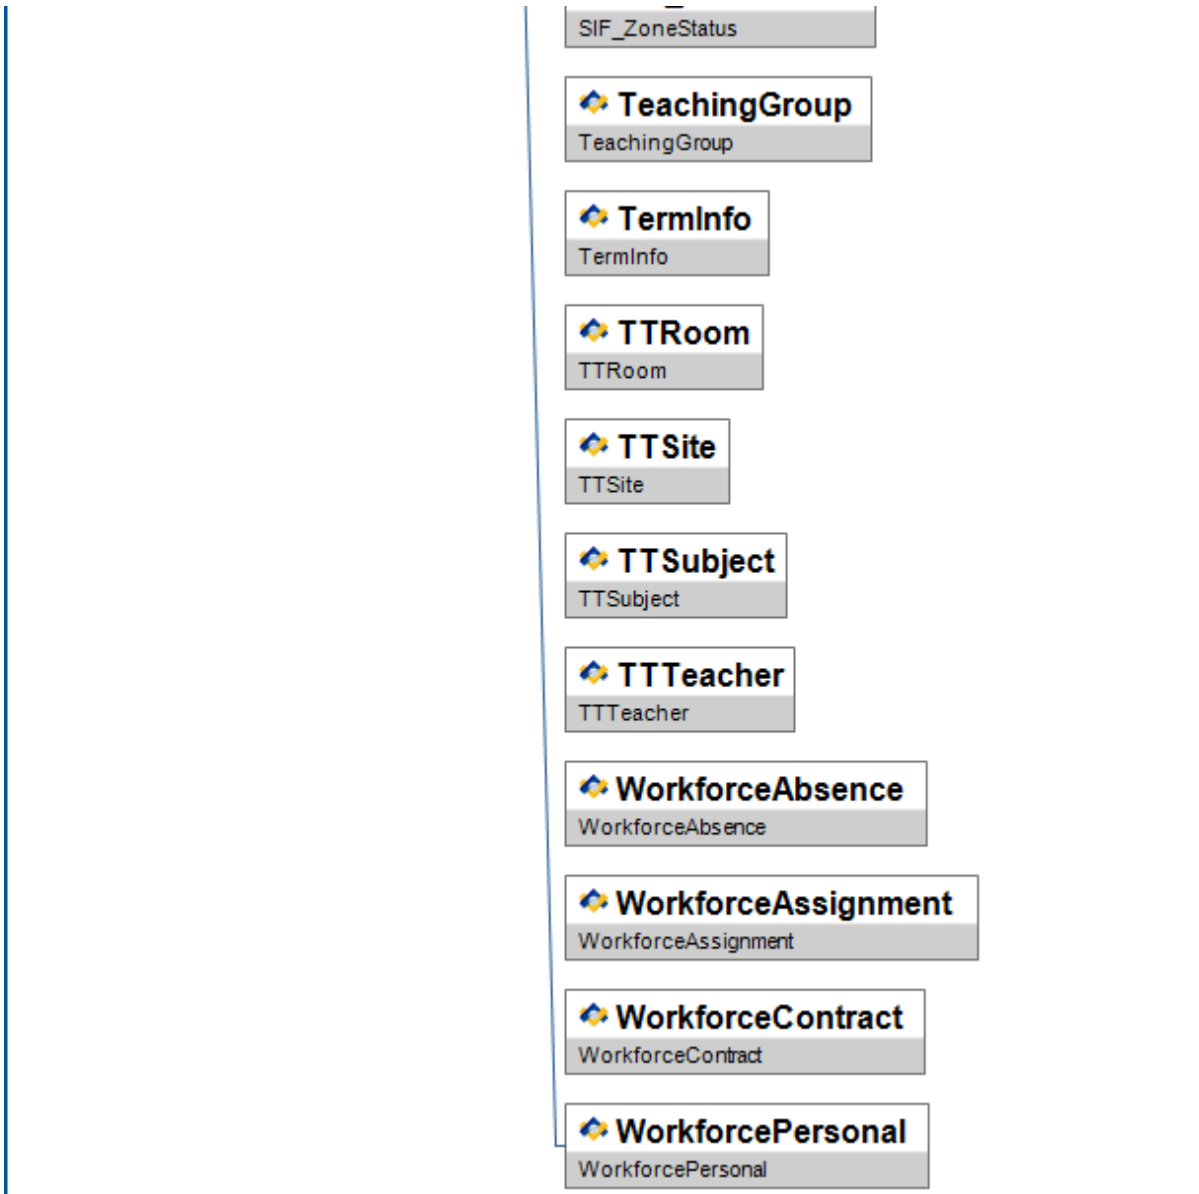 SIF_ZoneStatus
TeachingGroup
TeachingGroup
TermInfo
TermInfo
TTRoom
TTRoom
TTSite
TTSite
TTSubject
TTSubject
TTTeacher
TTTeacher
WorkforceAbsence
WorkforceAbsence
WorkforceAssignment
WorkforceAssignment
WorkforceContract
WorkforceContract
WorkforcePersonal
WorkforcePersonal